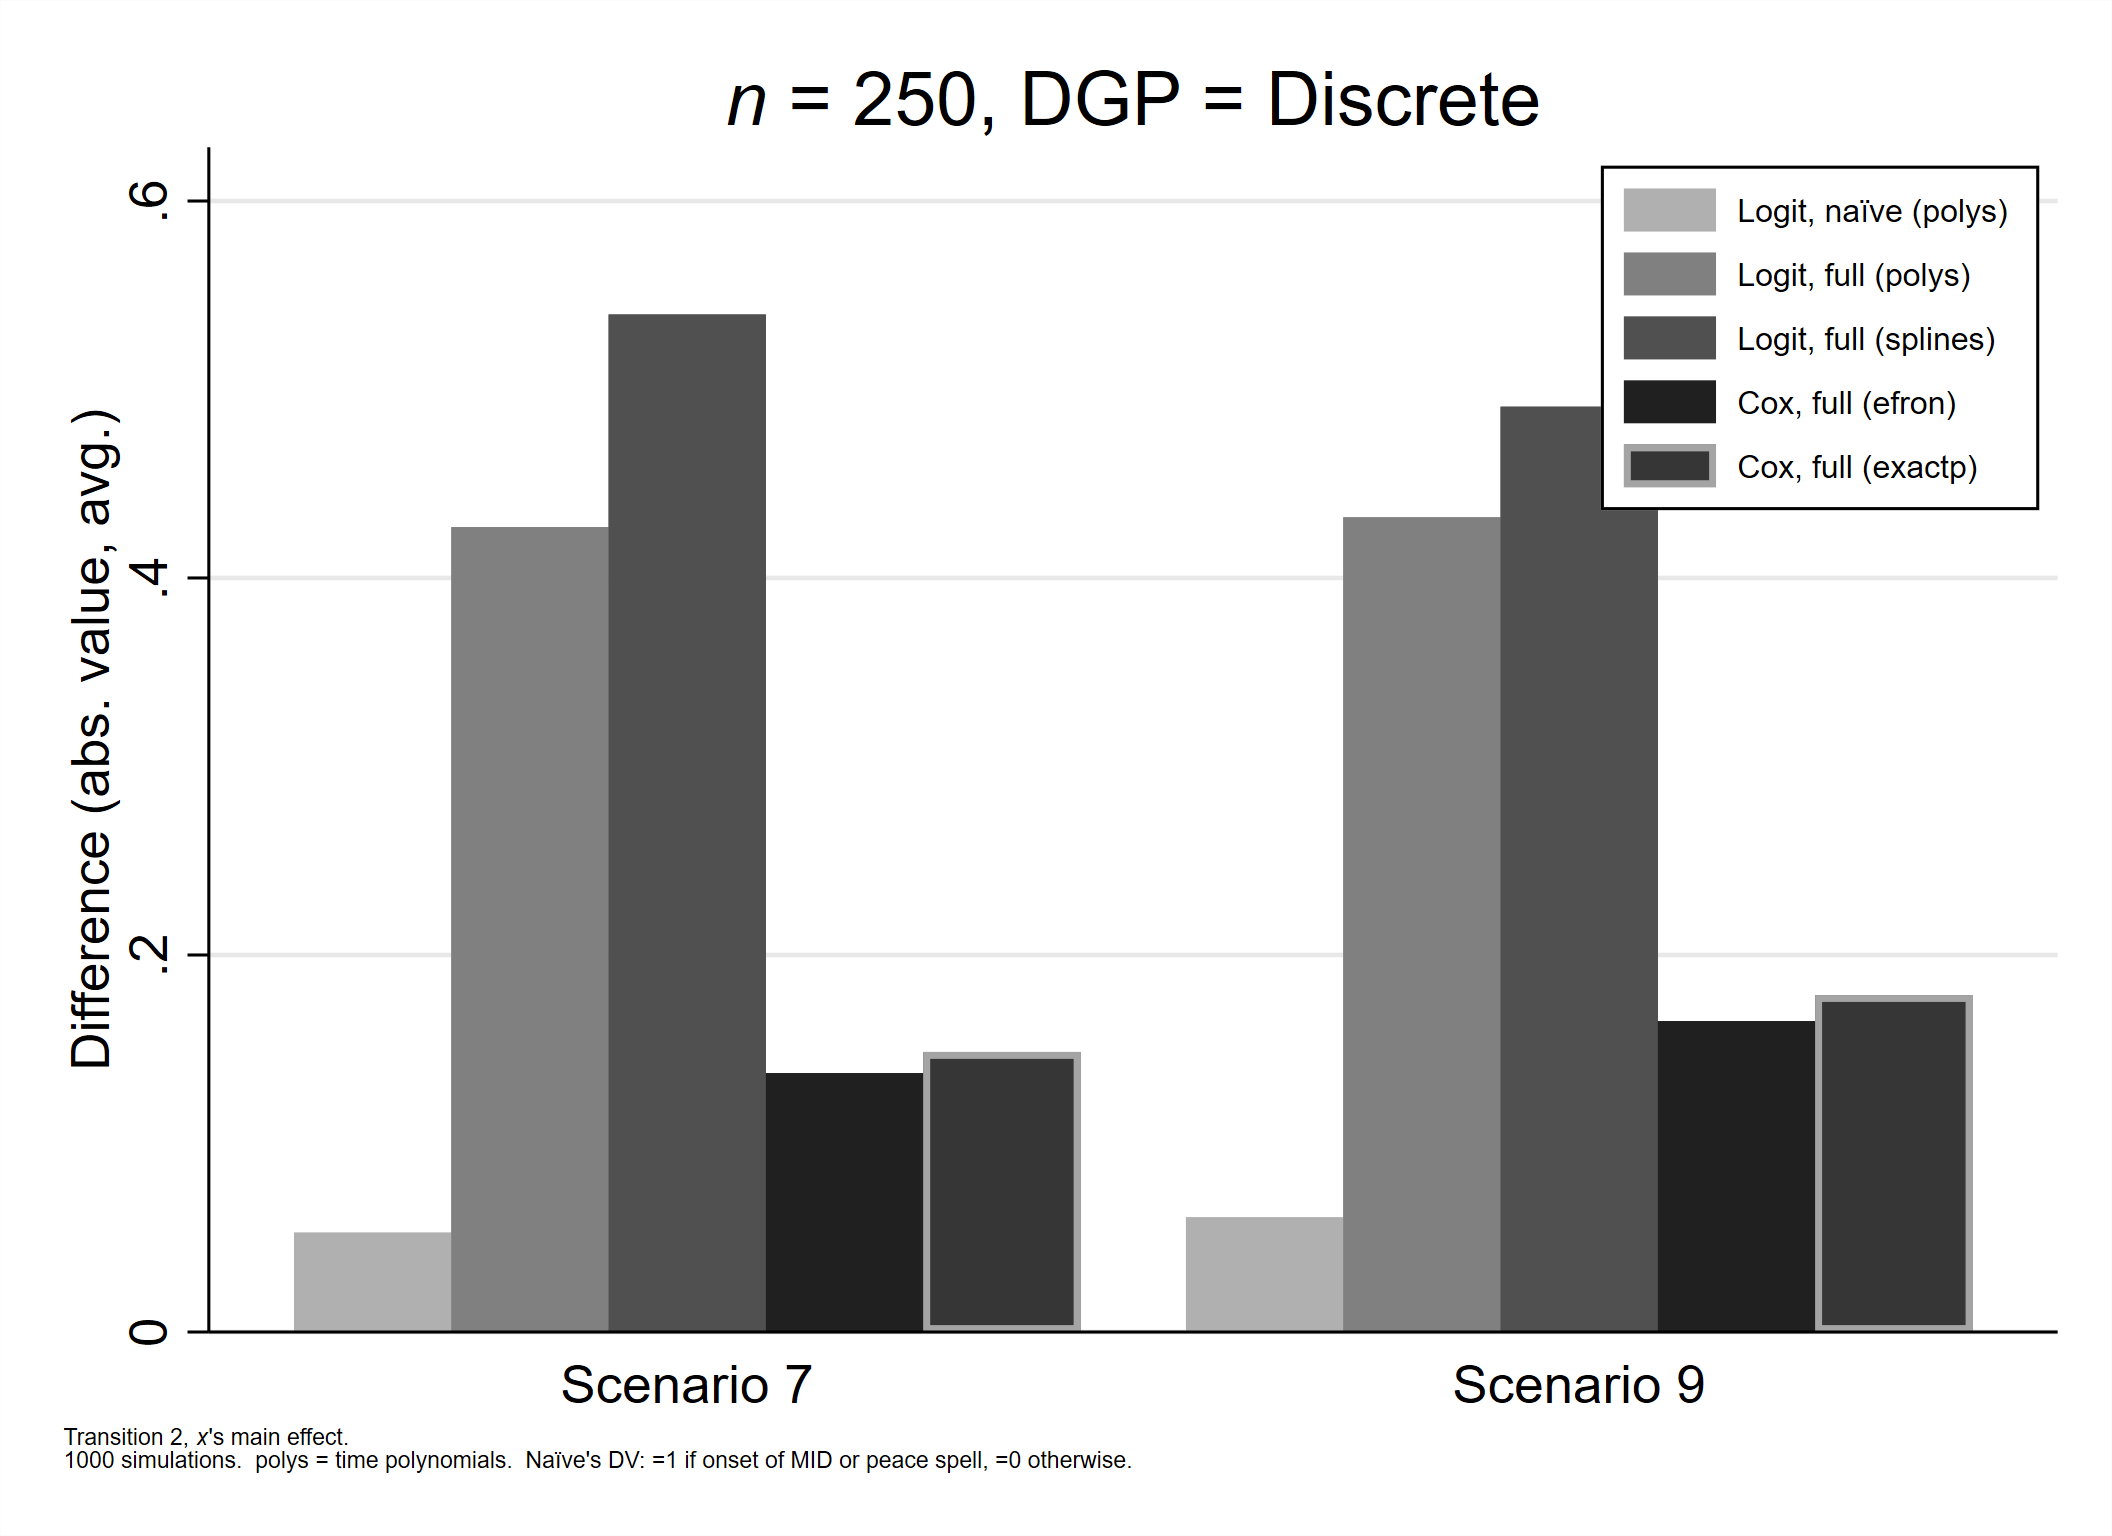 n = 250, DGP = Discrete
Difference (abs. value, avg.)
.6
.4
.2
0
Logit, naïve (polys)
Logit, full (polys)
Logit, full (splines)
Cox, full (efron)
Cox, full (exactp)
Scenario 7
Scenario 9
Transition 2, x's main effect.
1000 simulations.  polys = time polynomials.  Naïve's DV: =1 if onset of MID or peace spell, =0 otherwise.